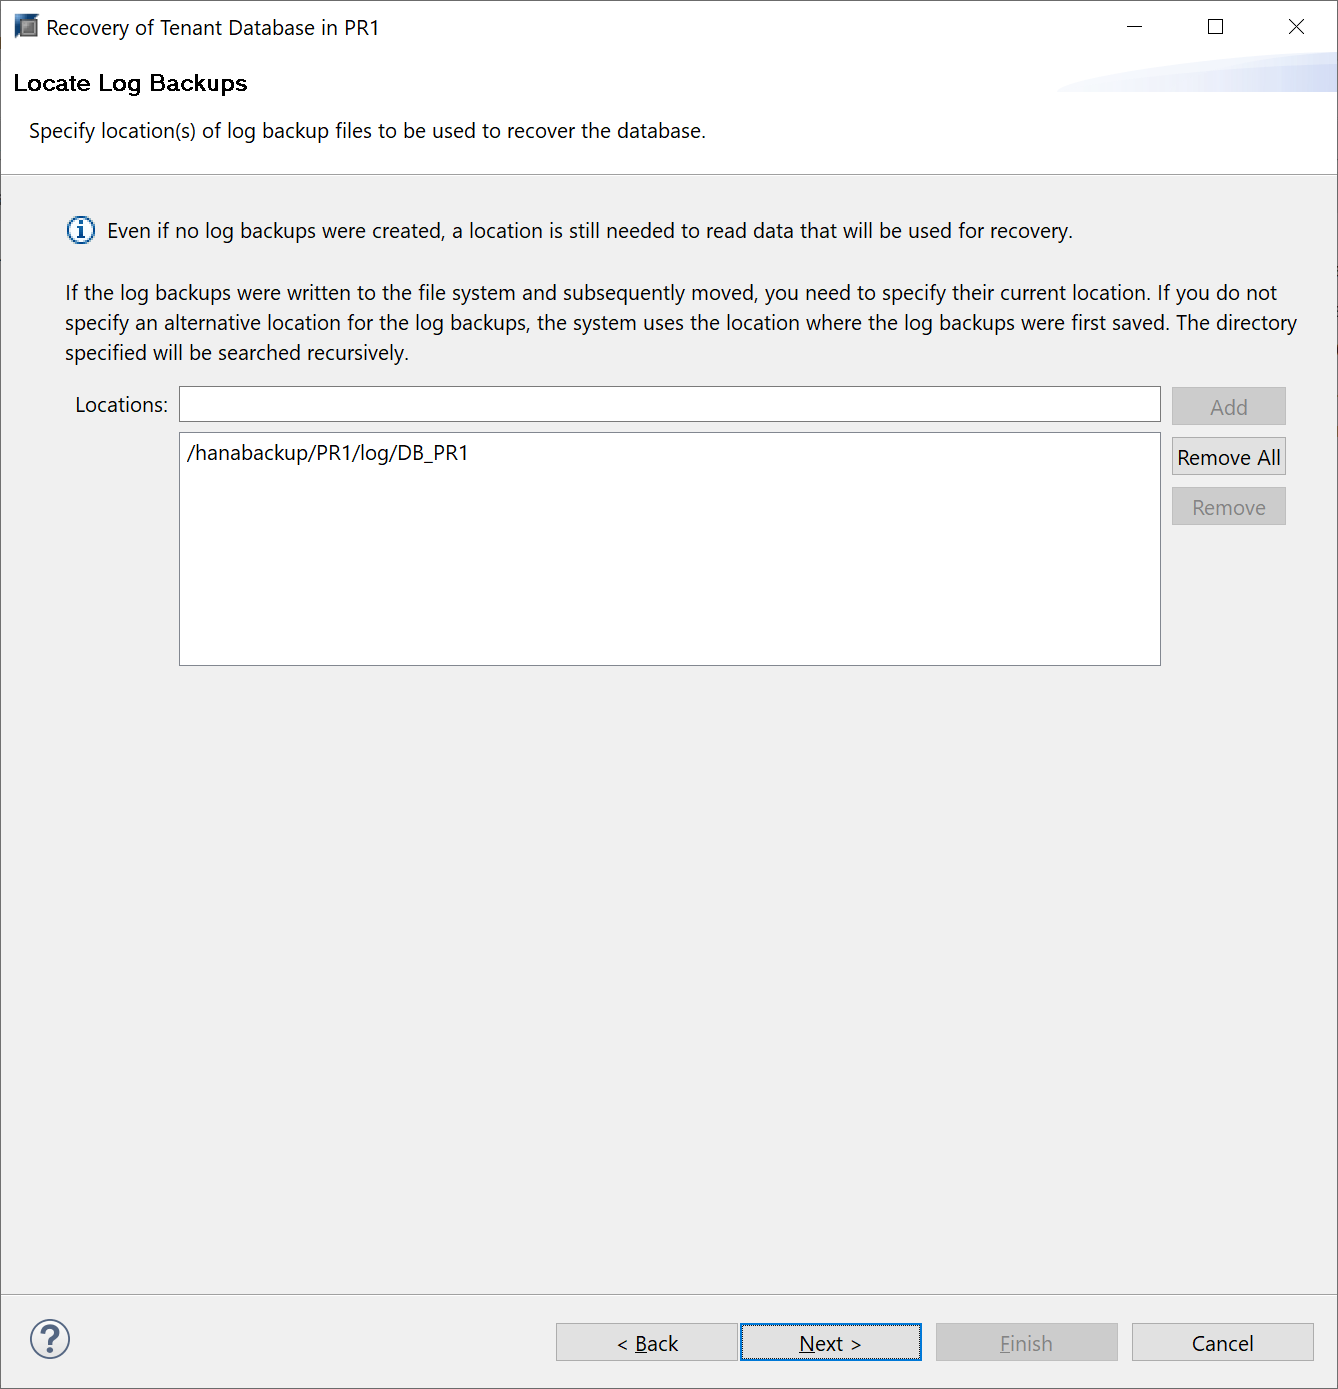 Recovery of Tenant Database in PR1
Locate Log Backups
Specify location(s) of log backup files to be used to recover the database.
Even if no log backups were created, a location is still needed to read data that will be used for recovery.
If the log backups were written to the file system and subsequently moved, you need to specify their current location. If you do not
specify an alternative location for the log backups, the system uses the location where the log backups were first saved. The directory
specified will be searched recursively.
Locations:
Add
/hanabackup/PR1/log/DB_PR1
Remove All
Remove
< Back
Next >
Finish
Cancel